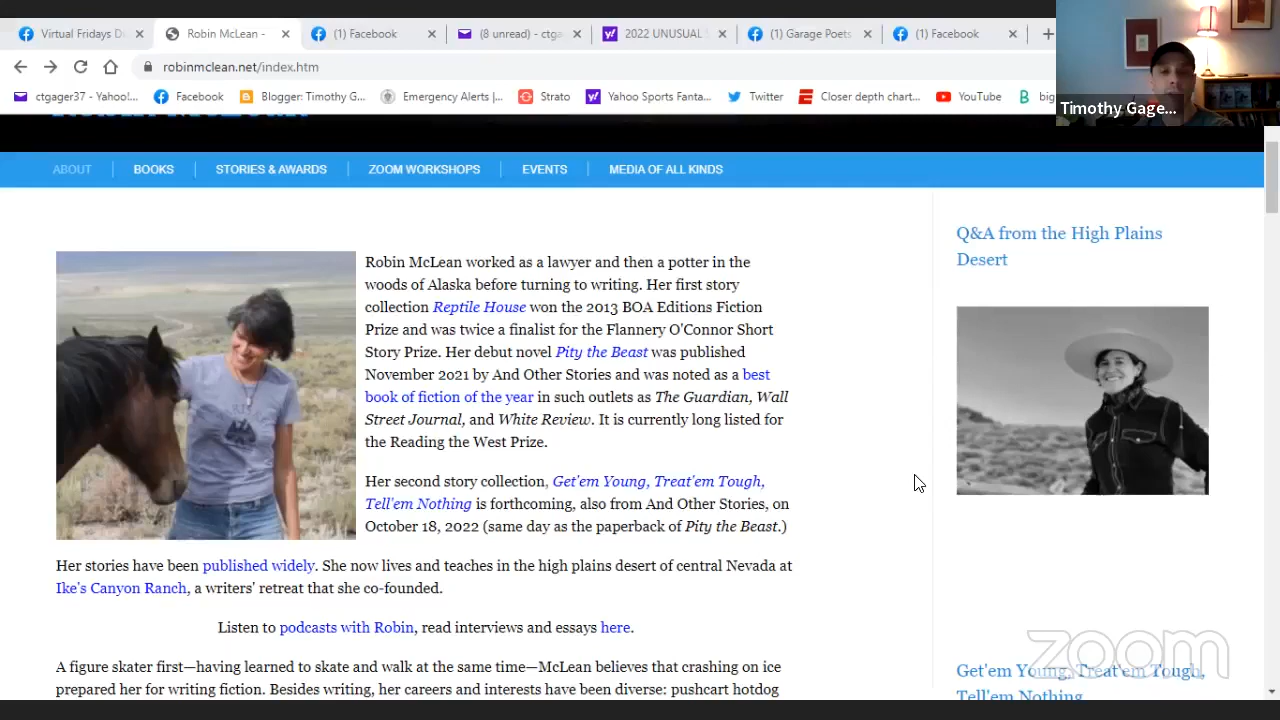 Virtual Fridays D
Robin McLean -
(1) Facebook
(8 unread) - ctga
2022 UNUSUAL
(1) Garage Poets
(1) Facebook
robinmclean.net/index.htm
ctgager37 - Yahoo!...
Facebook
Blogger: Timothy G...
Emergency Alerts |...
Strato
Yahoo Sports Fanta...
Twitter
Closer depth chart...
YouTube
big
Timothy Gage...
ABOUT
BOOKS
STORIES & AWARDS
ZOOM WORKSHOPS
EVENTS
MEDIA OF ALL KINDS
Robin McLean worked as a lawyer and then a potter in the
woods of Alaska before turning to writing. Her first story
collection Reptile House won the 2013 BOA Editions Fiction
Prize and was twice a finalist for the Flannery O'Connor Short
Story Prize. Her debut novel Pity the Beast was published
November 2021 by And Other Stories and was noted as a best
book of fiction of the year in such outlets as The Guardian, Wall
Street Journal, and White Review. It is currently long listed for
the Reading the West Prize.
Her second story collection, Get'em Young, Treat'em Tough,
Tell'em Nothing is forthcoming, also from And Other Stories, on
October 18, 2022 (same day as the paperback of Pity the Beast.)
Her stories have been published widely. She now lives and teaches in the high plains desert of central Nevada at
Ike's Canyon Ranch, a writers' retreat that she co-founded.
Listen to podcasts with Robin, read interviews and essays here.
A figure skater first—having learned to skate and walk at the same time—McLean believes that crashing on ice
prepared her for writing fiction. Besides writing, her careers and interests have been diverse: pushcart hotdog
Q&A from the High Plains
Desert
Get'em Young, Treat'em Tough,
Tell'em Nothing
zoom